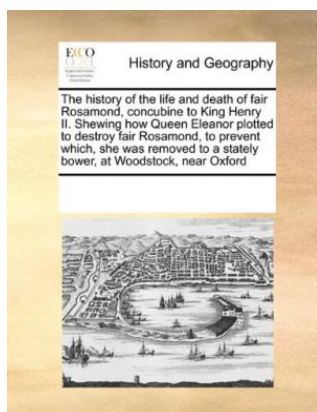 ECCO
History and Geography
The history of the life and death of fair
Rosamond, concubine to King Henry
II. Shewing how Queen Eleanor plotted
to destroy fair Rosamond, to prevent
which, she was removed to a stately
bower, at Woodstock, near Oxford